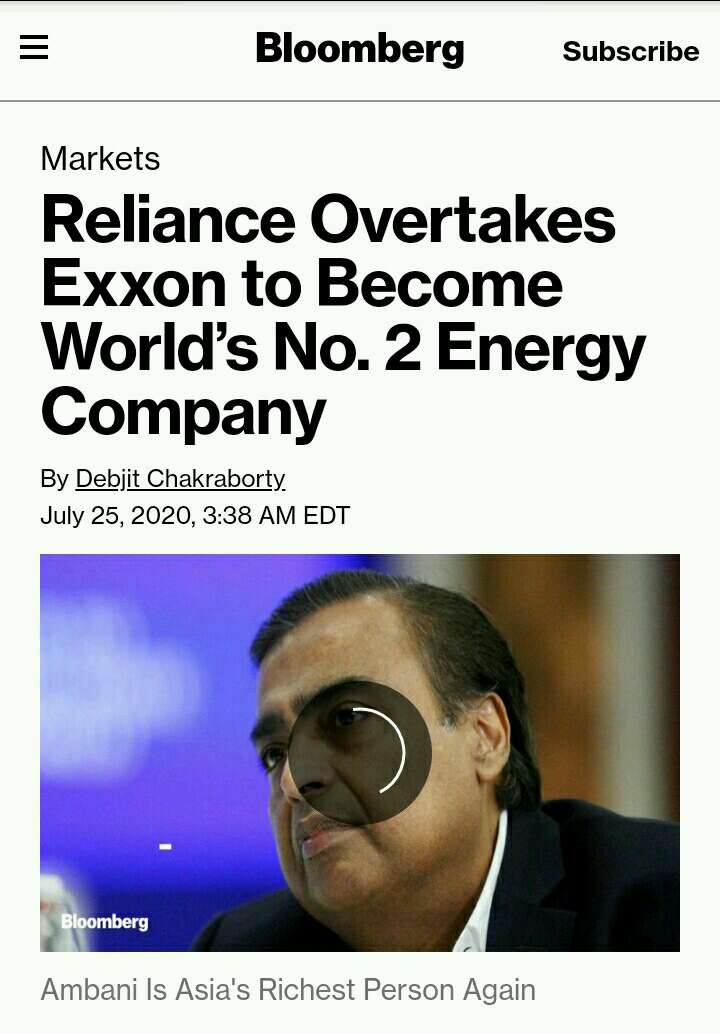 Bloomberg
Subscribe
Markets
Reliance Overtakes
Exxon to Become
World's No. 2 Energy
Company
By Debjit Chakraborty
July 25, 2020, 3:38 AM EDT
Bloomberg
Ambani Is Asia's Richest Person Again